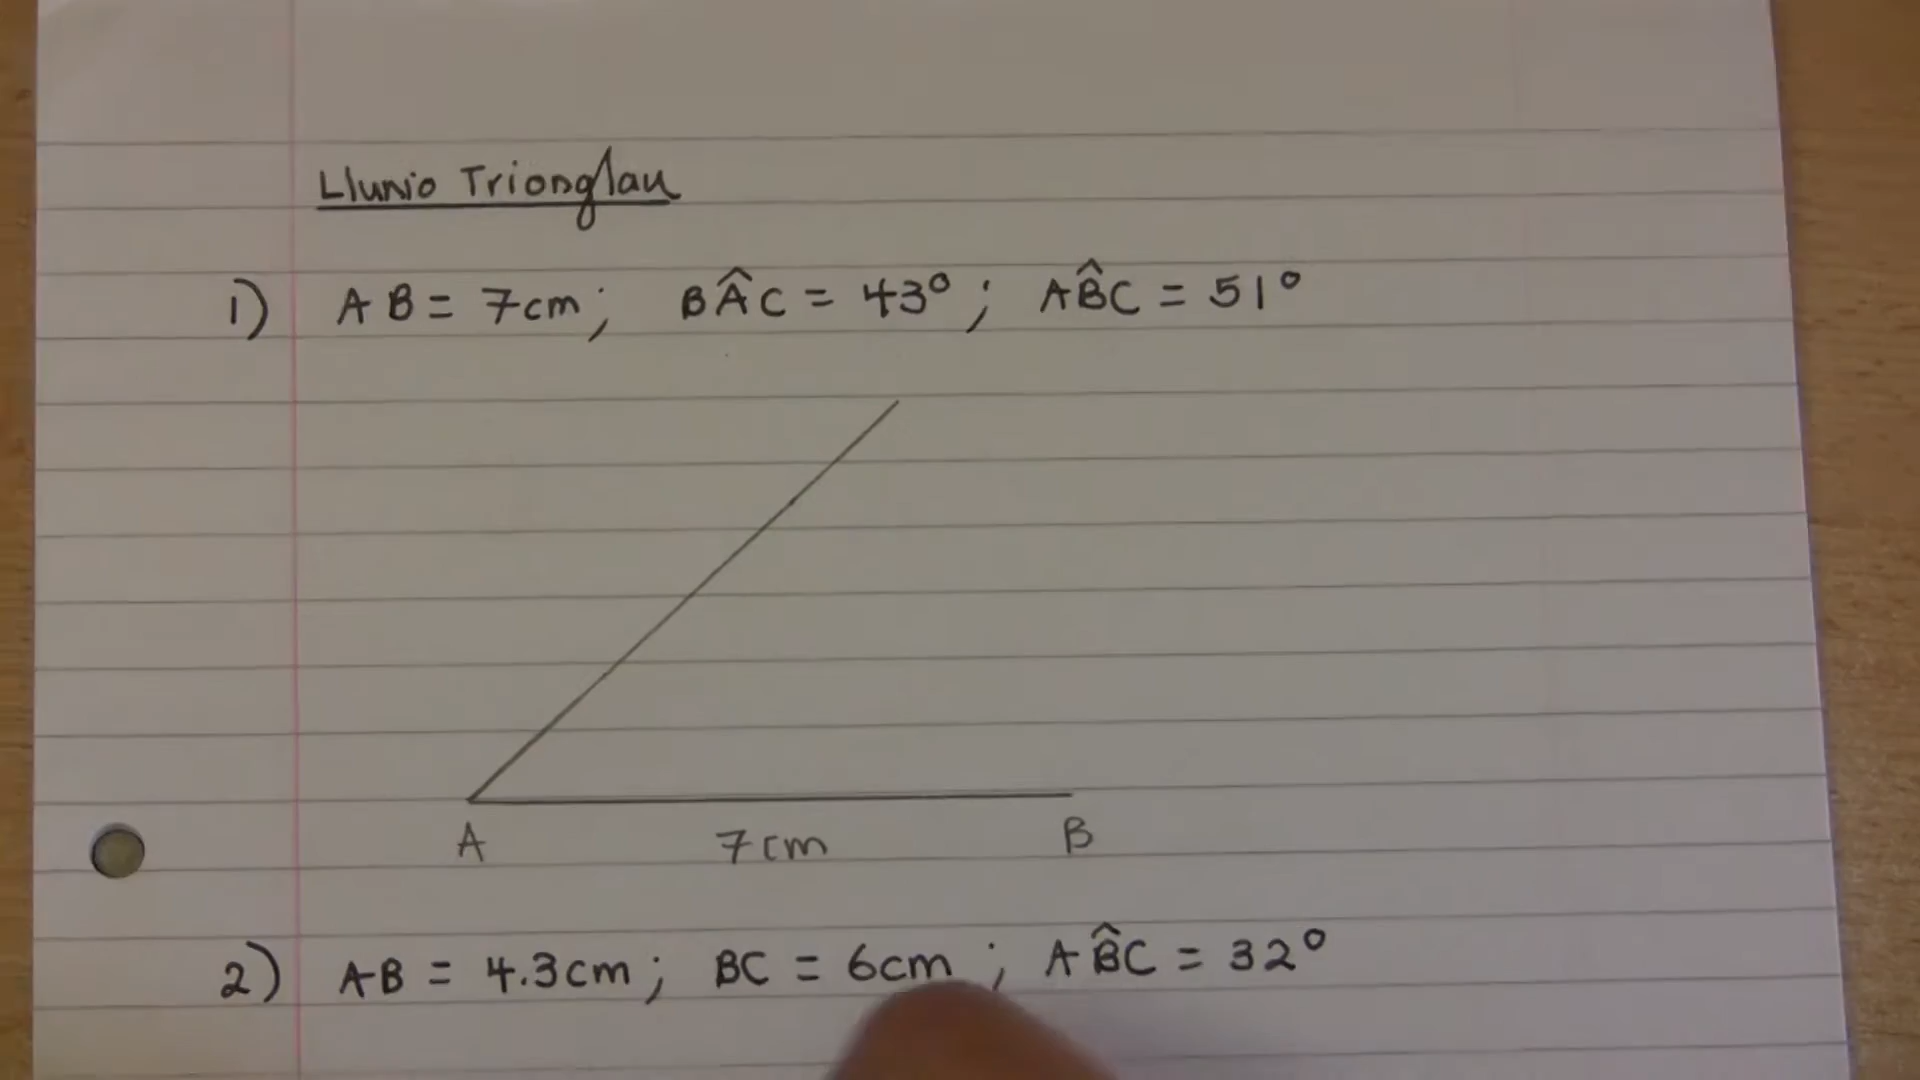 Llunio Trionglau
1) AB = 7cm; BÂC = 43°; AB̂C = 51°
A 7cm B
2) AB = 4.3cm; BC = 6cm; AB̂C = 32°